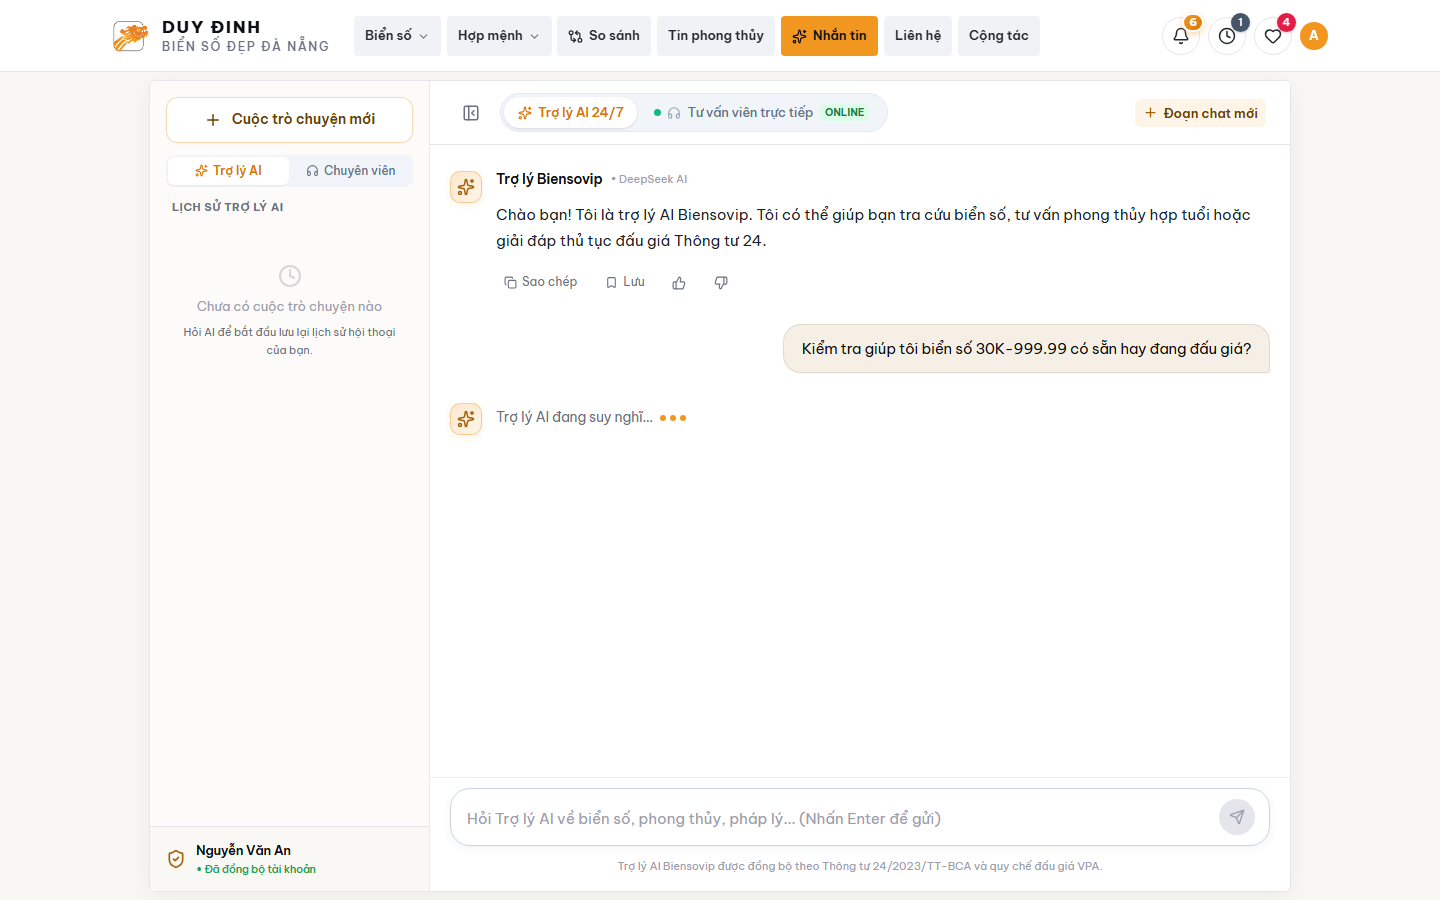 DUY ĐINH
BIỂN SỐ ĐẸP ĐÀ NẴNG
Biển số
Hợp mệnh
So sánh
Tin phong thủy
Nhắn tin
Liên hệ
Cộng tác
6
1
4
A
Cuộc trò chuyện mới
Trợ lý AI
Chuyên viên
LỊCH SỬ TRỢ LÝ AI
Chưa có cuộc trò chuyện nào
Hỏi AI để bắt đầu lưu lại lịch sử hội thoại
của bạn.
Nguyễn Văn An
• Đã đồng bộ tài khoản
Trợ lý AI 24/7
Tư vấn viên trực tiếp ONLINE
Đoạn chat mới
Trợ lý Biensovip • DeepSeek AI
Chào bạn! Tôi là trợ lý AI Biensovip. Tôi có thể giúp bạn tra cứu biển số, tư vấn phong thủy hợp tuổi hoặc
giải đáp thủ tục đấu giá Thông tư 24.
Sao chép
Lưu
Kiểm tra giúp tôi biển số 30K-999.99 có sẵn hay đang đấu giá?
Trợ lý AI đang suy nghĩ...
Hỏi Trợ lý AI về biển số, phong thủy, pháp lý... (Nhấn Enter để gửi)
Trợ lý AI Biensovip được đồng bộ theo Thông tư 24/2023/TT-BCA và quy chế đấu giá VPA.